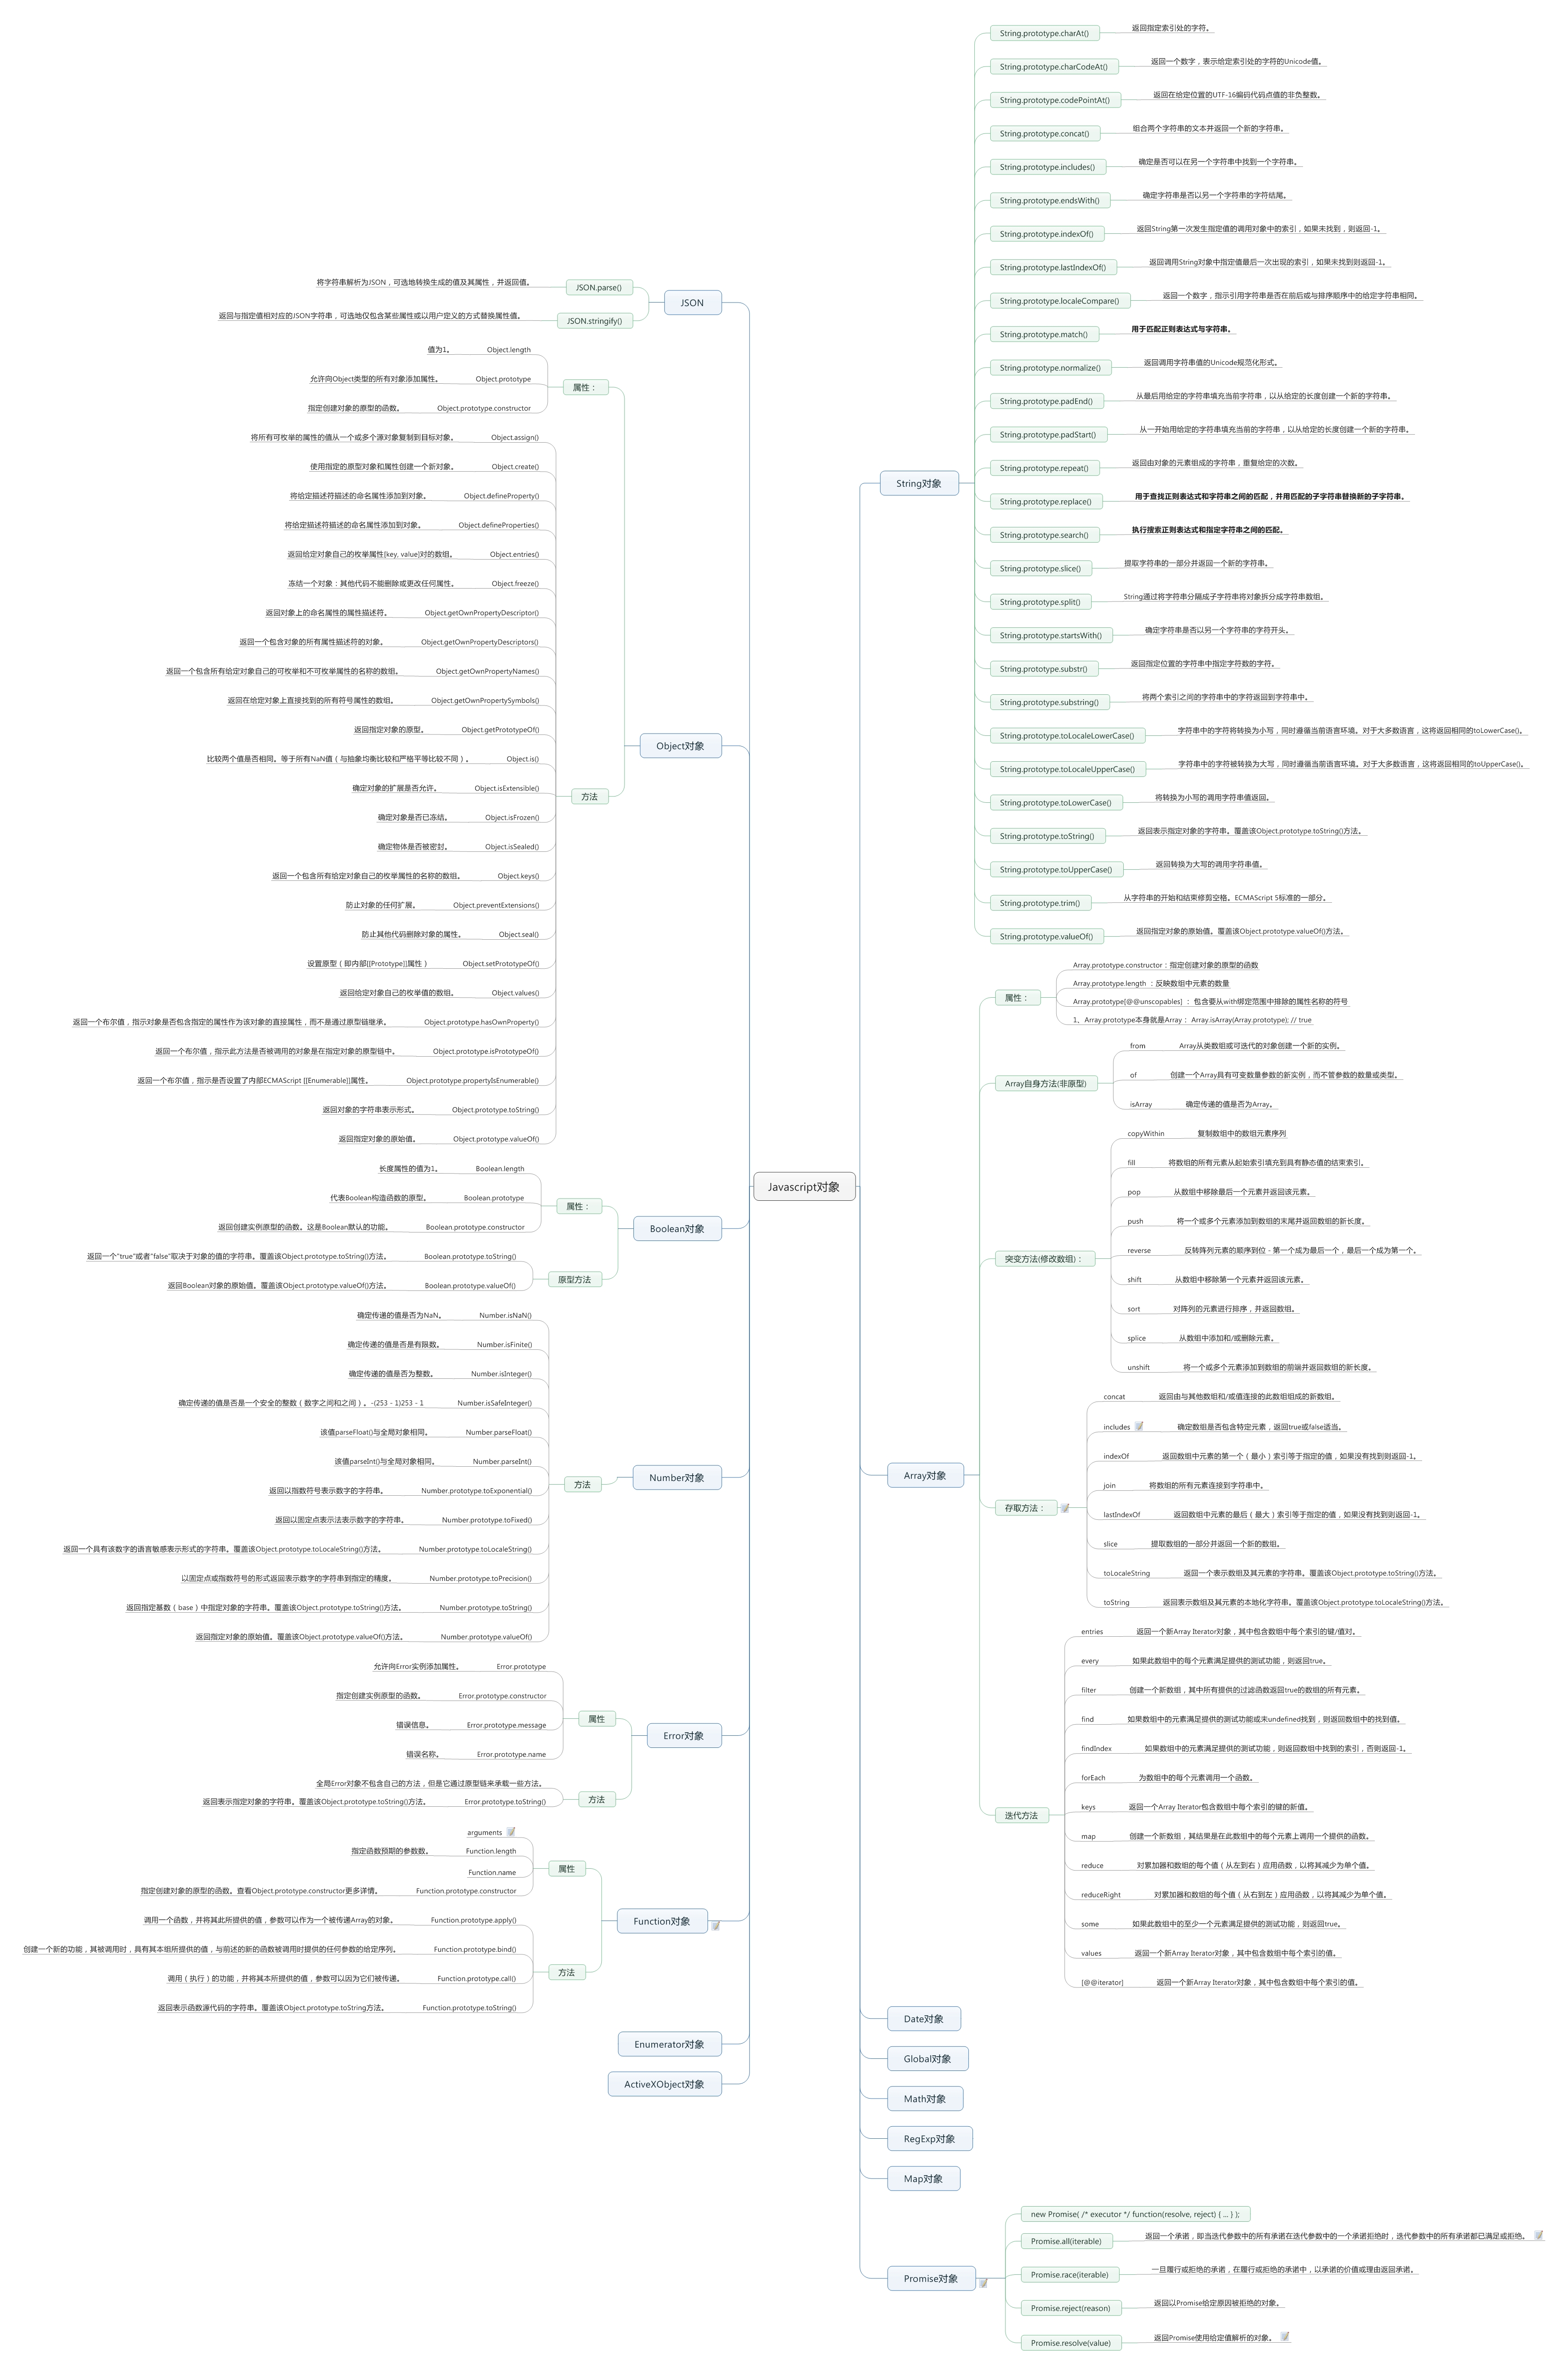 Javascript对象
JSON
JSON.parse()
将字符串解析为JSON，可选地转换生成的值及其属性，并返回值。
JSON.stringify()
返回与指定值相对应的JSON字符串，可选地仅包含某些属性或以用户定义的方式替换属性值。
Object对象
属性：
Object.length
值为1。
Object.prototype
允许向Object类型的所有对象添加属性。
Object.prototype.constructor
指定创建对象的原型的函数。
方法
Object.assign()
将所有可枚举的属性的值从一个或多个源对象复制到目标对象。
Object.create()
使用指定的原型对象和属性创建一个新对象。
Object.defineProperty()
将给定描述符描述的命名属性添加到对象。
Object.defineProperties()
将给定描述符描述的命名属性添加到对象。
Object.entries()
返回给定对象自己的枚举属性[key, value]对的数组。
Object.freeze()
冻结一个对象：其他代码不能删除或更改任何属性。
Object.getOwnPropertyDescriptor()
返回对象上的命名属性的属性描述符。
Object.getOwnPropertyDescriptors()
返回一个包含对象的所有属性描述符的对象。
Object.getOwnPropertyNames()
返回一个包含所有给定对象自己的可枚举和不可枚举属性的名称的数组。
Object.getOwnPropertySymbols()
返回在给定对象上直接找到的所有符号属性的数组。
Object.getPrototypeOf()
返回指定对象的原型。
Object.is()
比较两个值是否相同。等于所有NaN值（与抽象均衡比较和严格平等比较不同）。
Object.isExtensible()
确定对象的扩展是否允许。
Object.isFrozen()
确定对象是否已冻结。
Object.isSealed()
确定物体是否被密封。
Object.keys()
返回一个包含所有给定对象自己的枚举属性的名称的数组。
Object.preventExtensions()
防止对象的任何扩展。
Object.seal()
防止其他代码删除对象的属性。
Object.setPrototypeOf()
设置原型（即内部[[Prototype]]属性）
Object.values()
返回给定对象自己的枚举值的数组。
Object.prototype.hasOwnProperty()
返回一个布尔值，指示对象是否包含指定的属性作为该对象的直接属性，而不是通过原型链继承。
Object.prototype.isPrototypeOf()
返回一个布尔值，指示此方法是否被调用的对象是在指定对象的原型链中。
Object.prototype.propertyIsEnumerable()
返回一个布尔值，指示是否设置了内部ECMAScript [[Enumerable]]属性。
Object.prototype.toString()
返回对象的字符串表示形式。
Object.prototype.valueOf()
返回指定对象的原始值。
Boolean对象
属性：
Boolean.length
长度属性的值为1。
Boolean.prototype
代表Boolean构造函数的原型。
Boolean.prototype.constructor
返回创建实例原型的函数。这是Boolean默认的功能。
原型方法
Boolean.prototype.toString()
返回一个"true"或者"false"取决于对象的值的字符串。覆盖该Object.prototype.toString()方法。
Boolean.prototype.valueOf()
返回Boolean对象的原始值。覆盖该Object.prototype.valueOf()方法。
Number对象
方法
Number.isNaN()
确定传递的值是否为NaN。
Number.isFinite()
确定传递的值是否是有限数。
Number.isInteger()
确定传递的值是否为整数。
Number.isSafeInteger()
确定传递的值是否是一个安全的整数（数字之间和之间）。-(253 - 1)253 - 1
Number.parseFloat()
该值parseFloat()与全局对象相同。
Number.parseInt()
该值parseInt()与全局对象相同。
Number.prototype.toExponential()
返回以指数符号表示数字的字符串。
Number.prototype.toFixed()
返回以固定点表示法表示数字的字符串。
Number.prototype.toLocaleString()
返回一个具有该数字的语言敏感表示形式的字符串。覆盖该Object.prototype.toLocaleString()方法。
Number.prototype.toPrecision()
以固定点或指数符号的形式返回表示数字的字符串到指定的精度。
Number.prototype.toString()
返回指定基数（base）中指定对象的字符串。覆盖该Object.prototype.toString()方法。
Number.prototype.valueOf()
返回指定对象的原始值。覆盖该Object.prototype.valueOf()方法。
Error对象
属性
Error.prototype
允许向Error实例添加属性。
Error.prototype.constructor
指定创建实例原型的函数。
Error.prototype.message
错误信息。
Error.prototype.name
错误名称。
方法
全局Error对象不包含自己的方法，但是它通过原型链来承载一些方法。
Error.prototype.toString()
返回表示指定对象的字符串。覆盖该Object.prototype.toString()方法。
Function对象
属性
arguments
Function.length
指定函数预期的参数数。
Function.name
Function.prototype.constructor
指定创建对象的原型的函数。查看Object.prototype.constructor更多详情。
方法
Function.prototype.apply()
调用一个函数，并将其此所提供的值，参数可以作为一个被传递Array的对象。
Function.prototype.bind()
创建一个新的功能，其被调用时，具有其本组所提供的值，与前述的新的函数被调用时提供的任何参数的给定序列。
Function.prototype.call()
调用（执行）的功能，并将其本所提供的值，参数可以因为它们被传递。
Function.prototype.toString()
返回表示函数源代码的字符串。覆盖该Object.prototype.toString方法。
Enumerator对象
ActiveXObject对象
String对象
String.prototype.charAt()
返回指定索引处的字符。
String.prototype.charCodeAt()
返回一个数字，表示给定索引处的字符的Unicode值。
String.prototype.codePointAt()
返回在给定位置的UTF-16编码代码点值的非负整数。
String.prototype.concat()
组合两个字符串的文本并返回一个新的字符串。
String.prototype.includes()
确定是否可以在另一个字符串中找到一个字符串。
String.prototype.endsWith()
确定字符串是否以另一个字符串的字符结尾。
String.prototype.indexOf()
返回String第一次发生指定值的调用对象中的索引，如果未找到，则返回-1。
String.prototype.lastIndexOf()
返回调用String对象中指定值最后一次出现的索引，如果未找到则返回-1。
String.prototype.localeCompare()
返回一个数字，指示引用字符串是否在前后或与排序顺序中的给定字符串相同。
String.prototype.match()
用于匹配正则表达式与字符串。
String.prototype.normalize()
返回调用字符串值的Unicode规范化形式。
String.prototype.padEnd()
从最后用给定的字符串填充当前字符串，以从给定的长度创建一个新的字符串。
String.prototype.padStart()
从一开始用给定的字符串填充当前的字符串，以从给定的长度创建一个新的字符串。
String.prototype.repeat()
返回由对象的元素组成的字符串，重复给定的次数。
String.prototype.replace()
用于查找正则表达式和字符串之间的匹配，并用匹配的子字符串替换新的子字符串。
String.prototype.search()
执行搜索正则表达式和指定字符串之间的匹配。
String.prototype.slice()
提取字符串的一部分并返回一个新的字符串。
String.prototype.split()
String通过将字符串分隔成子字符串将对象拆分成字符串数组。
String.prototype.startsWith()
确定字符串是否以另一个字符串的字符开头。
String.prototype.substr()
返回指定位置的字符串中指定字符数的字符。
String.prototype.substring()
将两个索引之间的字符串中的字符返回到字符串中。
String.prototype.toLocaleLowerCase()
字符串中的字符将转换为小写，同时遵循当前语言环境。对于大多数语言，这将返回相同的toLowerCase()。
String.prototype.toLocaleUpperCase()
字符串中的字符被转换为大写，同时遵循当前语言环境。对于大多数语言，这将返回相同的toUpperCase()。
String.prototype.toLowerCase()
将转换为小写的调用字符串值返回。
String.prototype.toString()
返回表示指定对象的字符串。覆盖该Object.prototype.toString()方法。
String.prototype.toUpperCase()
返回转换为大写的调用字符串值。
String.prototype.trim()
从字符串的开始和结束修剪空格。ECMAScript 5标准的一部分。
String.prototype.valueOf()
返回指定对象的原始值。覆盖该Object.prototype.valueOf()方法。
Array对象
属性：
Array.prototype.constructor：指定创建对象的原型的函数
Array.prototype.length ：反映数组中元素的数量
Array.prototype[@@unscopables] ： 包含要从with绑定范围中排除的属性名称的符号
1、Array.prototype本身就是Array： Array.isArray(Array.prototype); // true
Array自身方法(非原型)
from
Array从类数组或可迭代的对象创建一个新的实例。
of
创建一个Array具有可变数量参数的新实例，而不管参数的数量或类型。
isArray
确定传递的值是否为Array。
突变方法(修改数组)：
copyWithin
复制数组中的数组元素序列
fill
将数组的所有元素从起始索引填充到具有静态值的结束索引。
pop
从数组中移除最后一个元素并返回该元素。
push
将一个或多个元素添加到数组的末尾并返回数组的新长度。
reverse
反转阵列元素的顺序到位 - 第一个成为最后一个，最后一个成为第一个。
shift
从数组中移除第一个元素并返回该元素。
sort
对阵列的元素进行排序，并返回数组。
splice
从数组中添加和/或删除元素。
unshift
将一个或多个元素添加到数组的前端并返回数组的新长度。
存取方法：
concat
返回由与其他数组和/或值连接的此数组组成的新数组。
includes
确定数组是否包含特定元素，返回true或false适当。
indexOf
返回数组中元素的第一个（最小）索引等于指定的值，如果没有找到则返回-1。
join
将数组的所有元素连接到字符串中。
lastIndexOf
返回数组中元素的最后（最大）索引等于指定的值，如果没有找到则返回-1。
slice
提取数组的一部分并返回一个新的数组。
toLocaleString
返回一个表示数组及其元素的字符串。覆盖该Object.prototype.toString()方法。
toString
返回表示数组及其元素的本地化字符串。覆盖该Object.prototype.toLocaleString()方法。
迭代方法
entries
返回一个新Array Iterator对象，其中包含数组中每个索引的键/值对。
every
如果此数组中的每个元素满足提供的测试功能，则返回true。
filter
创建一个新数组，其中所有提供的过滤函数返回true的数组的所有元素。
find
如果数组中的元素满足提供的测试功能或未undefined找到，则返回数组中的找到值。
findIndex
如果数组中的元素满足提供的测试功能，则返回数组中找到的索引，否则返回-1。
forEach
为数组中的每个元素调用一个函数。
keys
返回一个Array Iterator包含数组中每个索引的键的新值。
map
创建一个新数组，其结果是在此数组中的每个元素上调用一个提供的函数。
reduce
对累加器和数组的每个值（从左到右）应用函数，以将其减少为单个值。
reduceRight
对累加器和数组的每个值（从右到左）应用函数，以将其减少为单个值。
some
如果此数组中的至少一个元素满足提供的测试功能，则返回true。
values
返回一个新Array Iterator对象，其中包含数组中每个索引的值。
[@@iterator]
返回一个新Array Iterator对象，其中包含数组中每个索引的值。
Date对象
Global对象
Math对象
RegExp对象
Map对象
Promise对象
new Promise( /* executor */ function(resolve, reject) { ... } );
Promise.all(iterable)
返回一个承诺，即当迭代参数中的所有承诺在迭代参数中的一个承诺拒绝时，迭代参数中的所有承诺都已满足或拒绝。
Promise.race(iterable)
一旦履行或拒绝的承诺，在履行或拒绝的承诺中，以承诺的价值或理由返回承诺。
Promise.reject(reason)
返回以Promise给定原因被拒绝的对象。
Promise.resolve(value)
返回Promise使用给定值解析的对象。